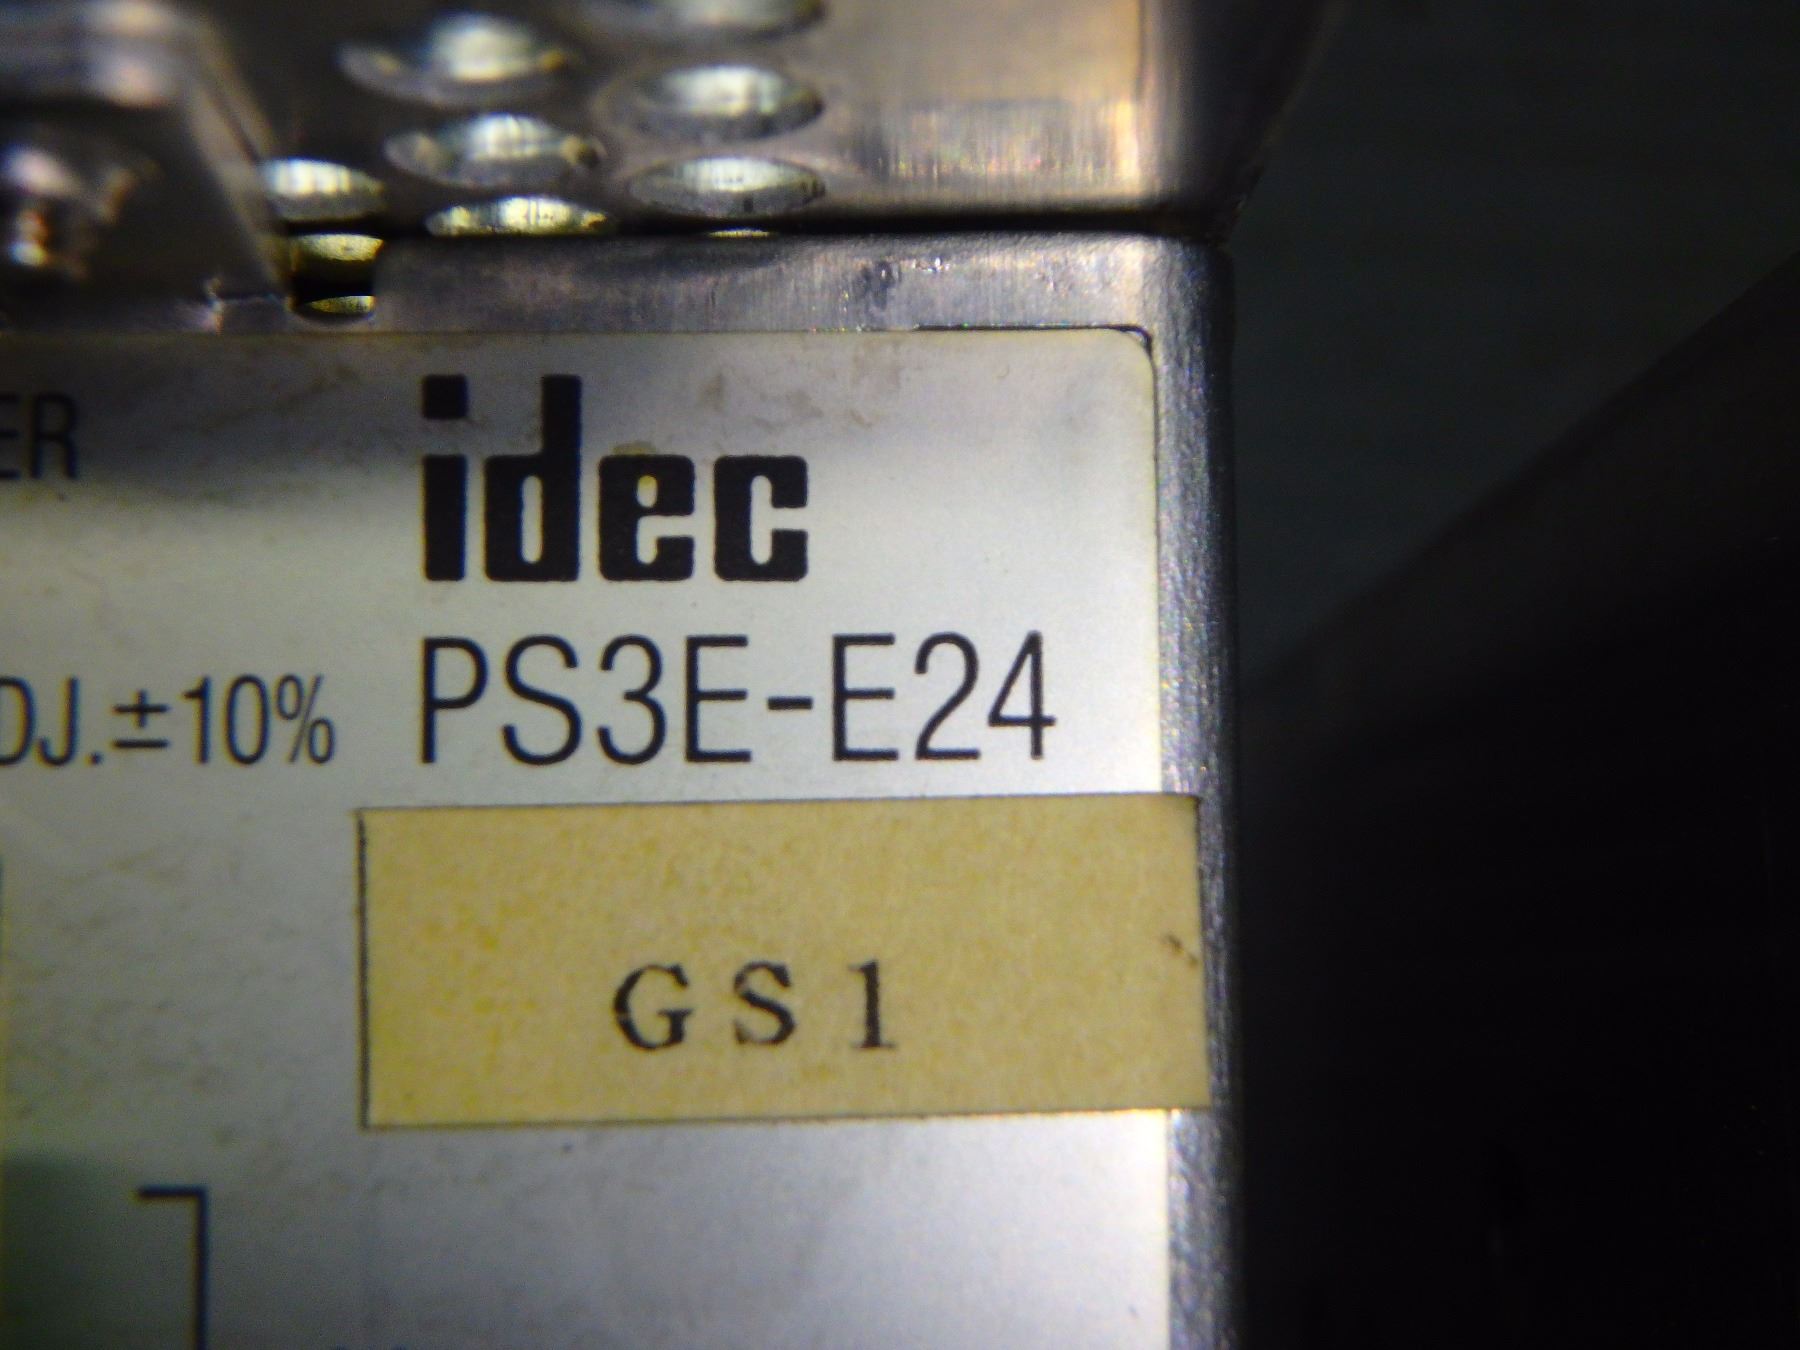 ER
idec
DJ.±10% PS3E-E24
GS1